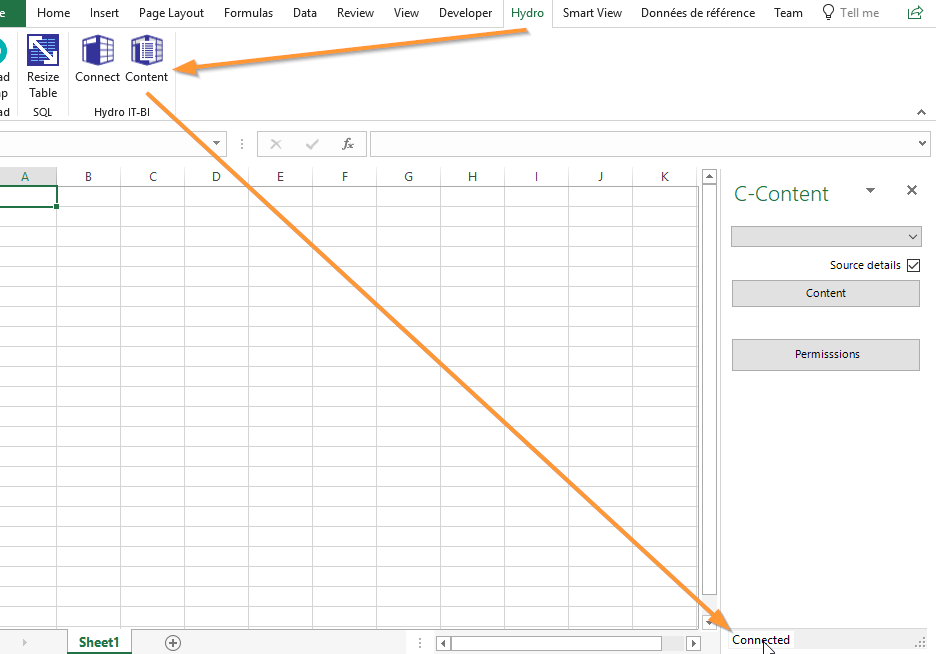 e Home Insert Page Layout Formulas Data Review View Developer Hydro Smart View Données de référence Team Tell me
ad Resize Connect Content
p Table
ad SQL Hydro IT-BI
fx
A B C D E F G H I J K
C-Content
Source details
Content
Permisssions
Connected
Sheet1